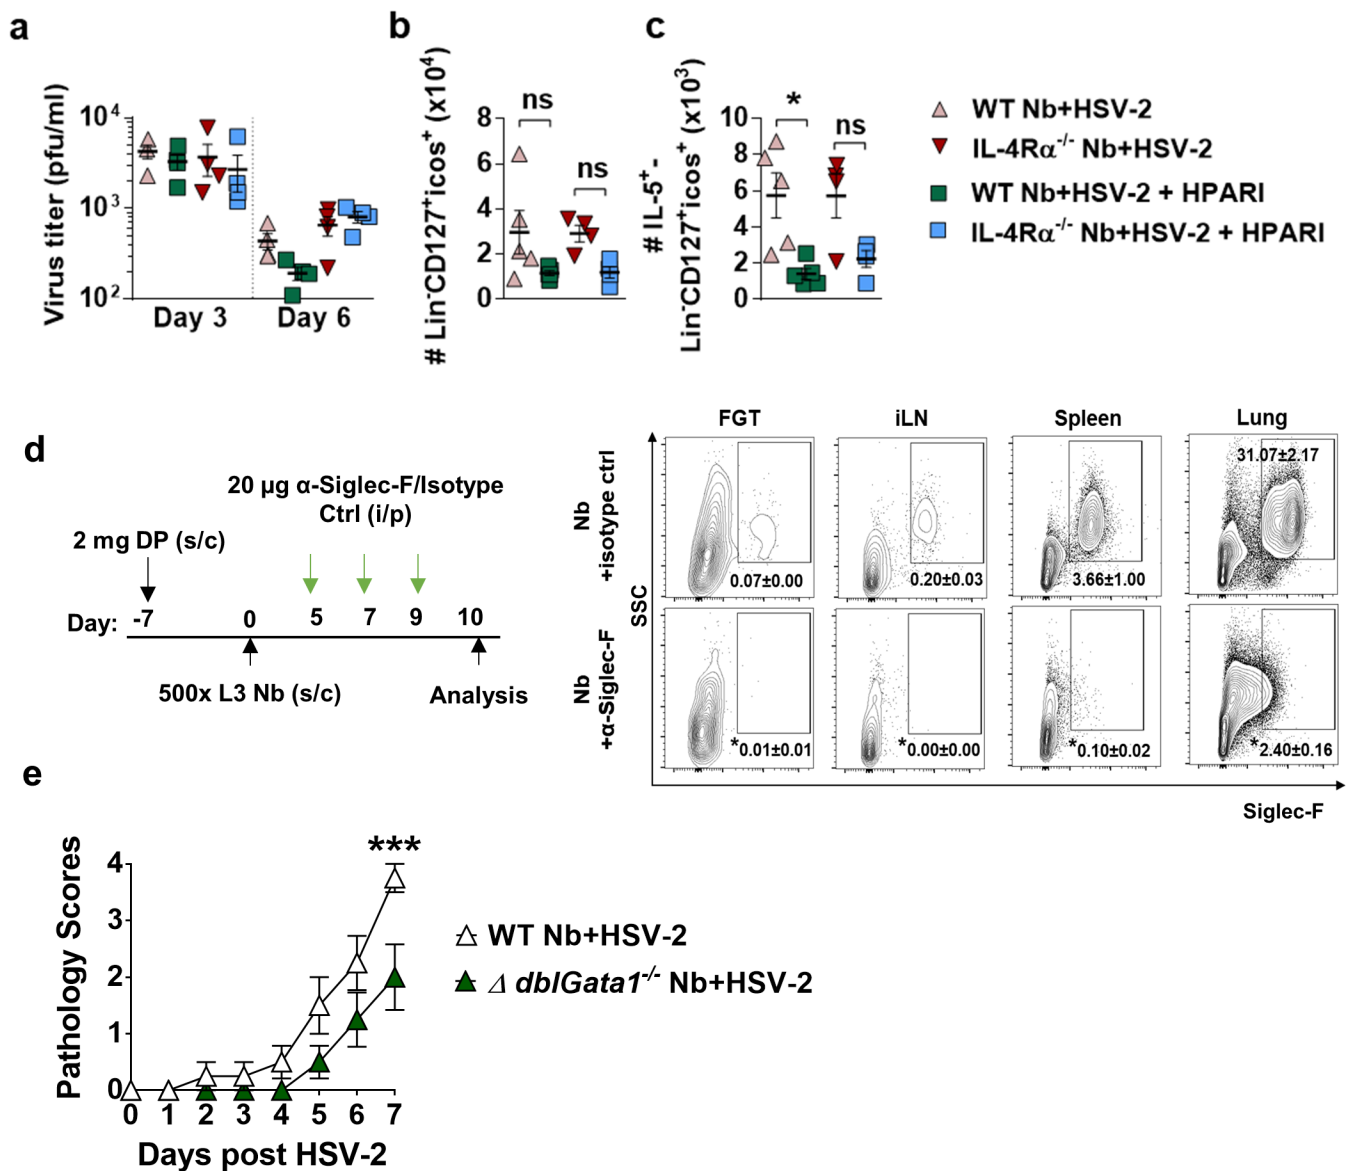 a
Virus titer (pfu/ml)
10⁴
10³
10²
Day 3
Day 6
b
# Lin⁻CD127⁺icos⁺ (x10⁴)
8
6
4
2
0
ns
ns
c
# IL-5⁺-
Lin⁻CD127⁺icos⁺ (x10³)
10
8
6
4
2
0
*
ns
WT Nb+HSV-2
IL-4Rα⁻/⁻ Nb+HSV-2
WT Nb+HSV-2 + HPARI
IL-4Rα⁻/⁻ Nb+HSV-2 + HPARI
d
20 µg α-Siglec-F/Isotype
Ctrl (i/p)
2 mg DP (s/c)
Day: -7 0 5 7 9 10
500x L3 Nb (s/c)
Analysis
FGT iLN Spleen Lung
Nb
+isotype ctrl
0.07±0.00
0.20±0.03
3.66±1.00
31.07±2.17
SSC
Nb
+α-Siglec-F
*0.01±0.01
*0.00±0.00
*0.10±0.02
*2.40±0.16
Siglec-F
e
Pathology Scores
4
3
2
1
0
***
0 1 2 3 4 5 6 7
Days post HSV-2
WT Nb+HSV-2
Δ dblGata1⁻/⁻ Nb+HSV-2